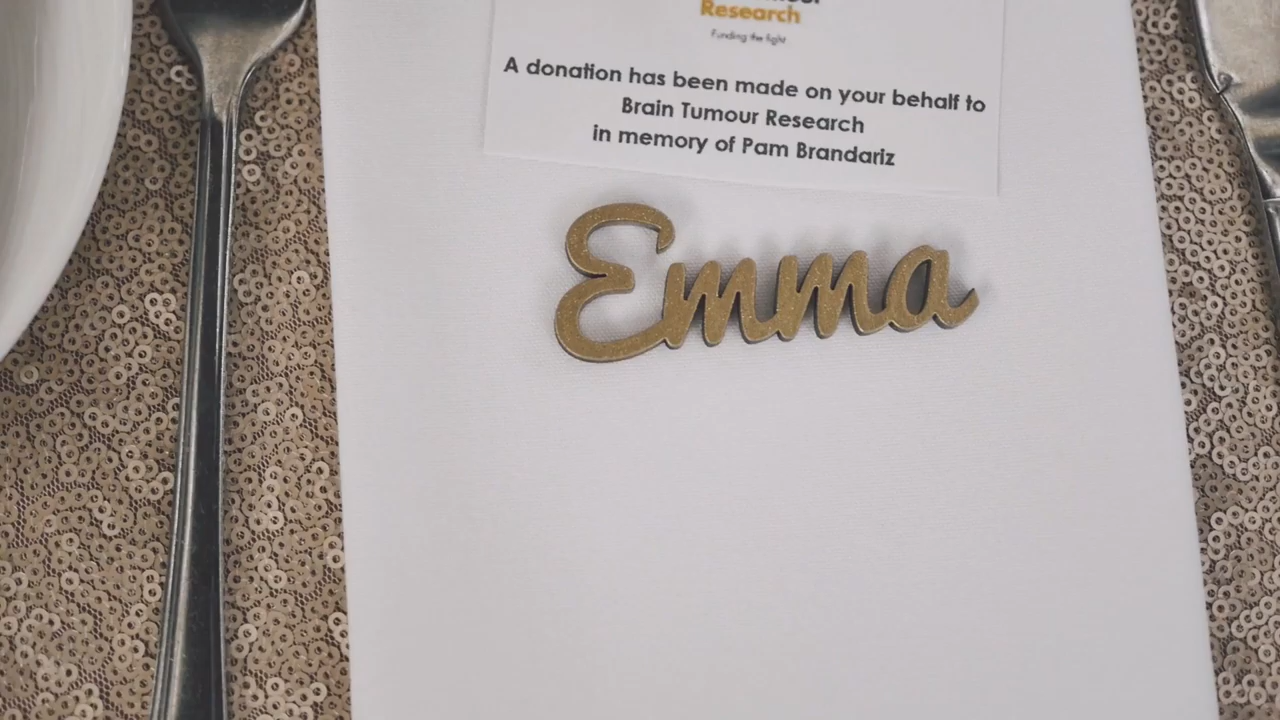 Research
Funding the fight
A donation has been made on your behalf to
Brain Tumour Research
in memory of Pam Brandariz
Emma